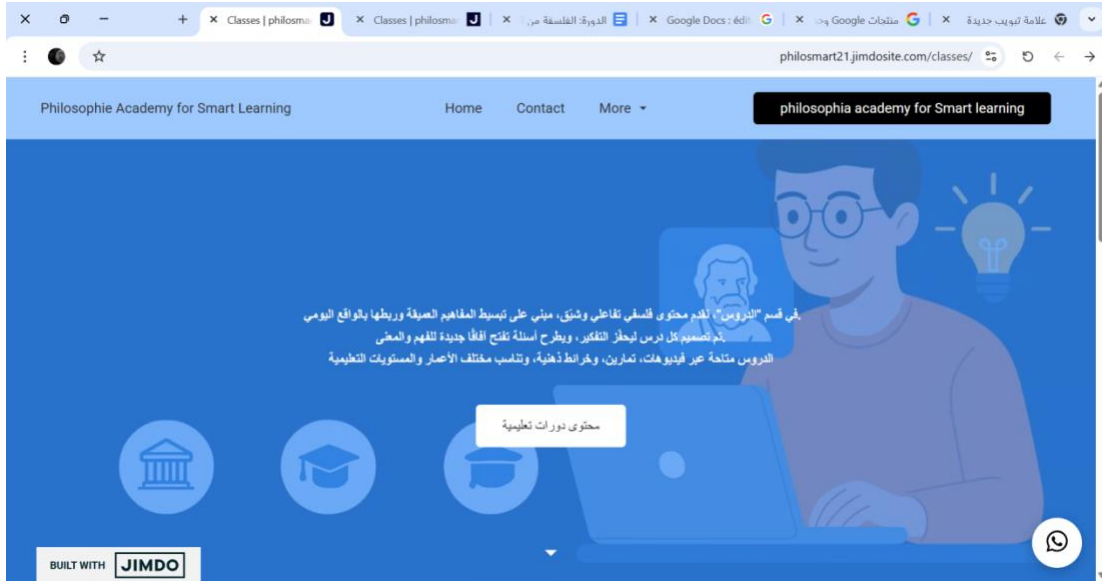 علامة تبويب جديدة
منتجات Google وحـ
Google Docs : édit
الدورة: الفلسفة من
Classes | philosma
Classes | philosma
philosmart21.jimdosite.com/classes/
Philosophie Academy for Smart Learning
Home
Contact
More
philosophia academy for Smart learning
في قسم "الدروس"، نقدم محتوى فلسفي تفاعلي وشيّق، مبني على تبسيط المفاهيم العميقة وربطها بالواقع اليومي.
تم تصميم كل درس ليحفّز التفكير، ويطرح أسئلة تفتح آفاقًا جديدة للفهم والمعنى.
الدروس متاحة عبر فيديوهات، تمارين، وخرائط ذهنية، وتناسب مختلف الأعمار والمستويات التعليمية
محتوى دورات تعليمية
BUILT WITH JIMDO